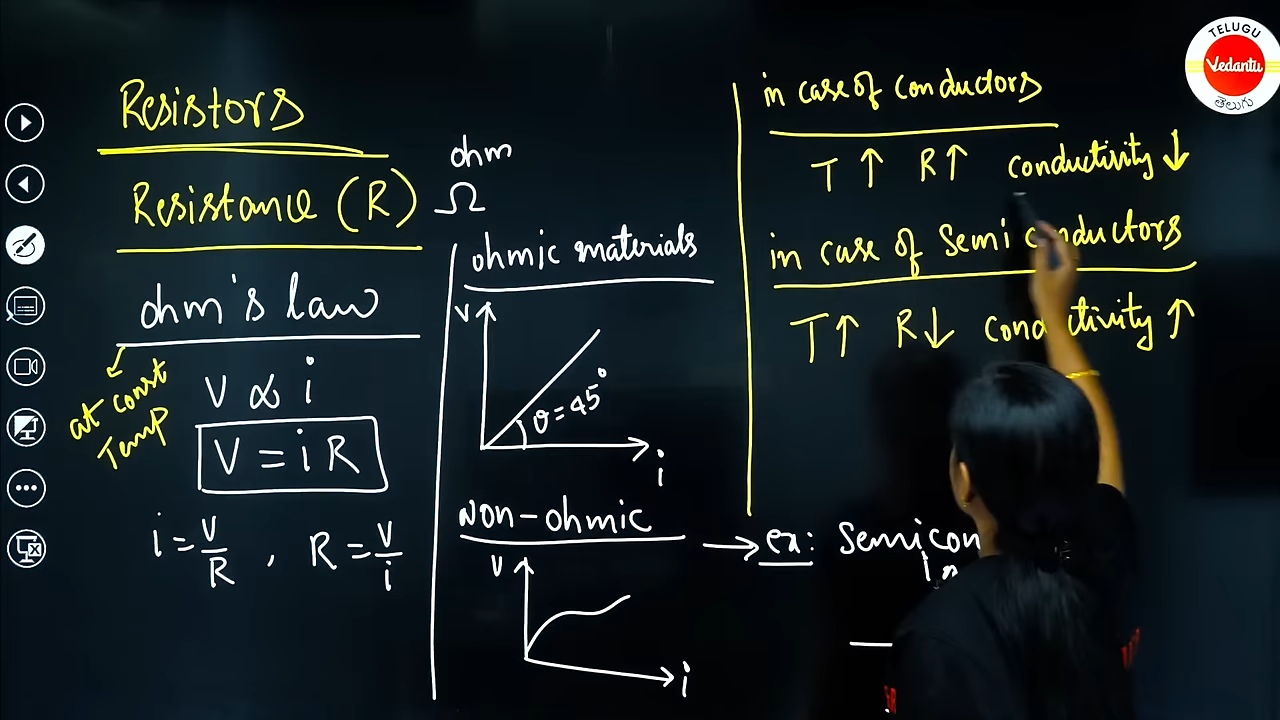 Resistors
Resistance (R)
ohm
Ω
ohm's law
at const
Temp
V ∝ i
V = i R
i = V/R , R = V/i
ohmic materials
V
θ = 45°
i
Non-ohmic
V
i
in case of conductors
T ↑ R ↑ conductivity ↓
in case of Semi conductors
T ↑ R ↓ conductivity ↑
→ ex: Semicon
TELUGU
Vedantu
తెలుగు